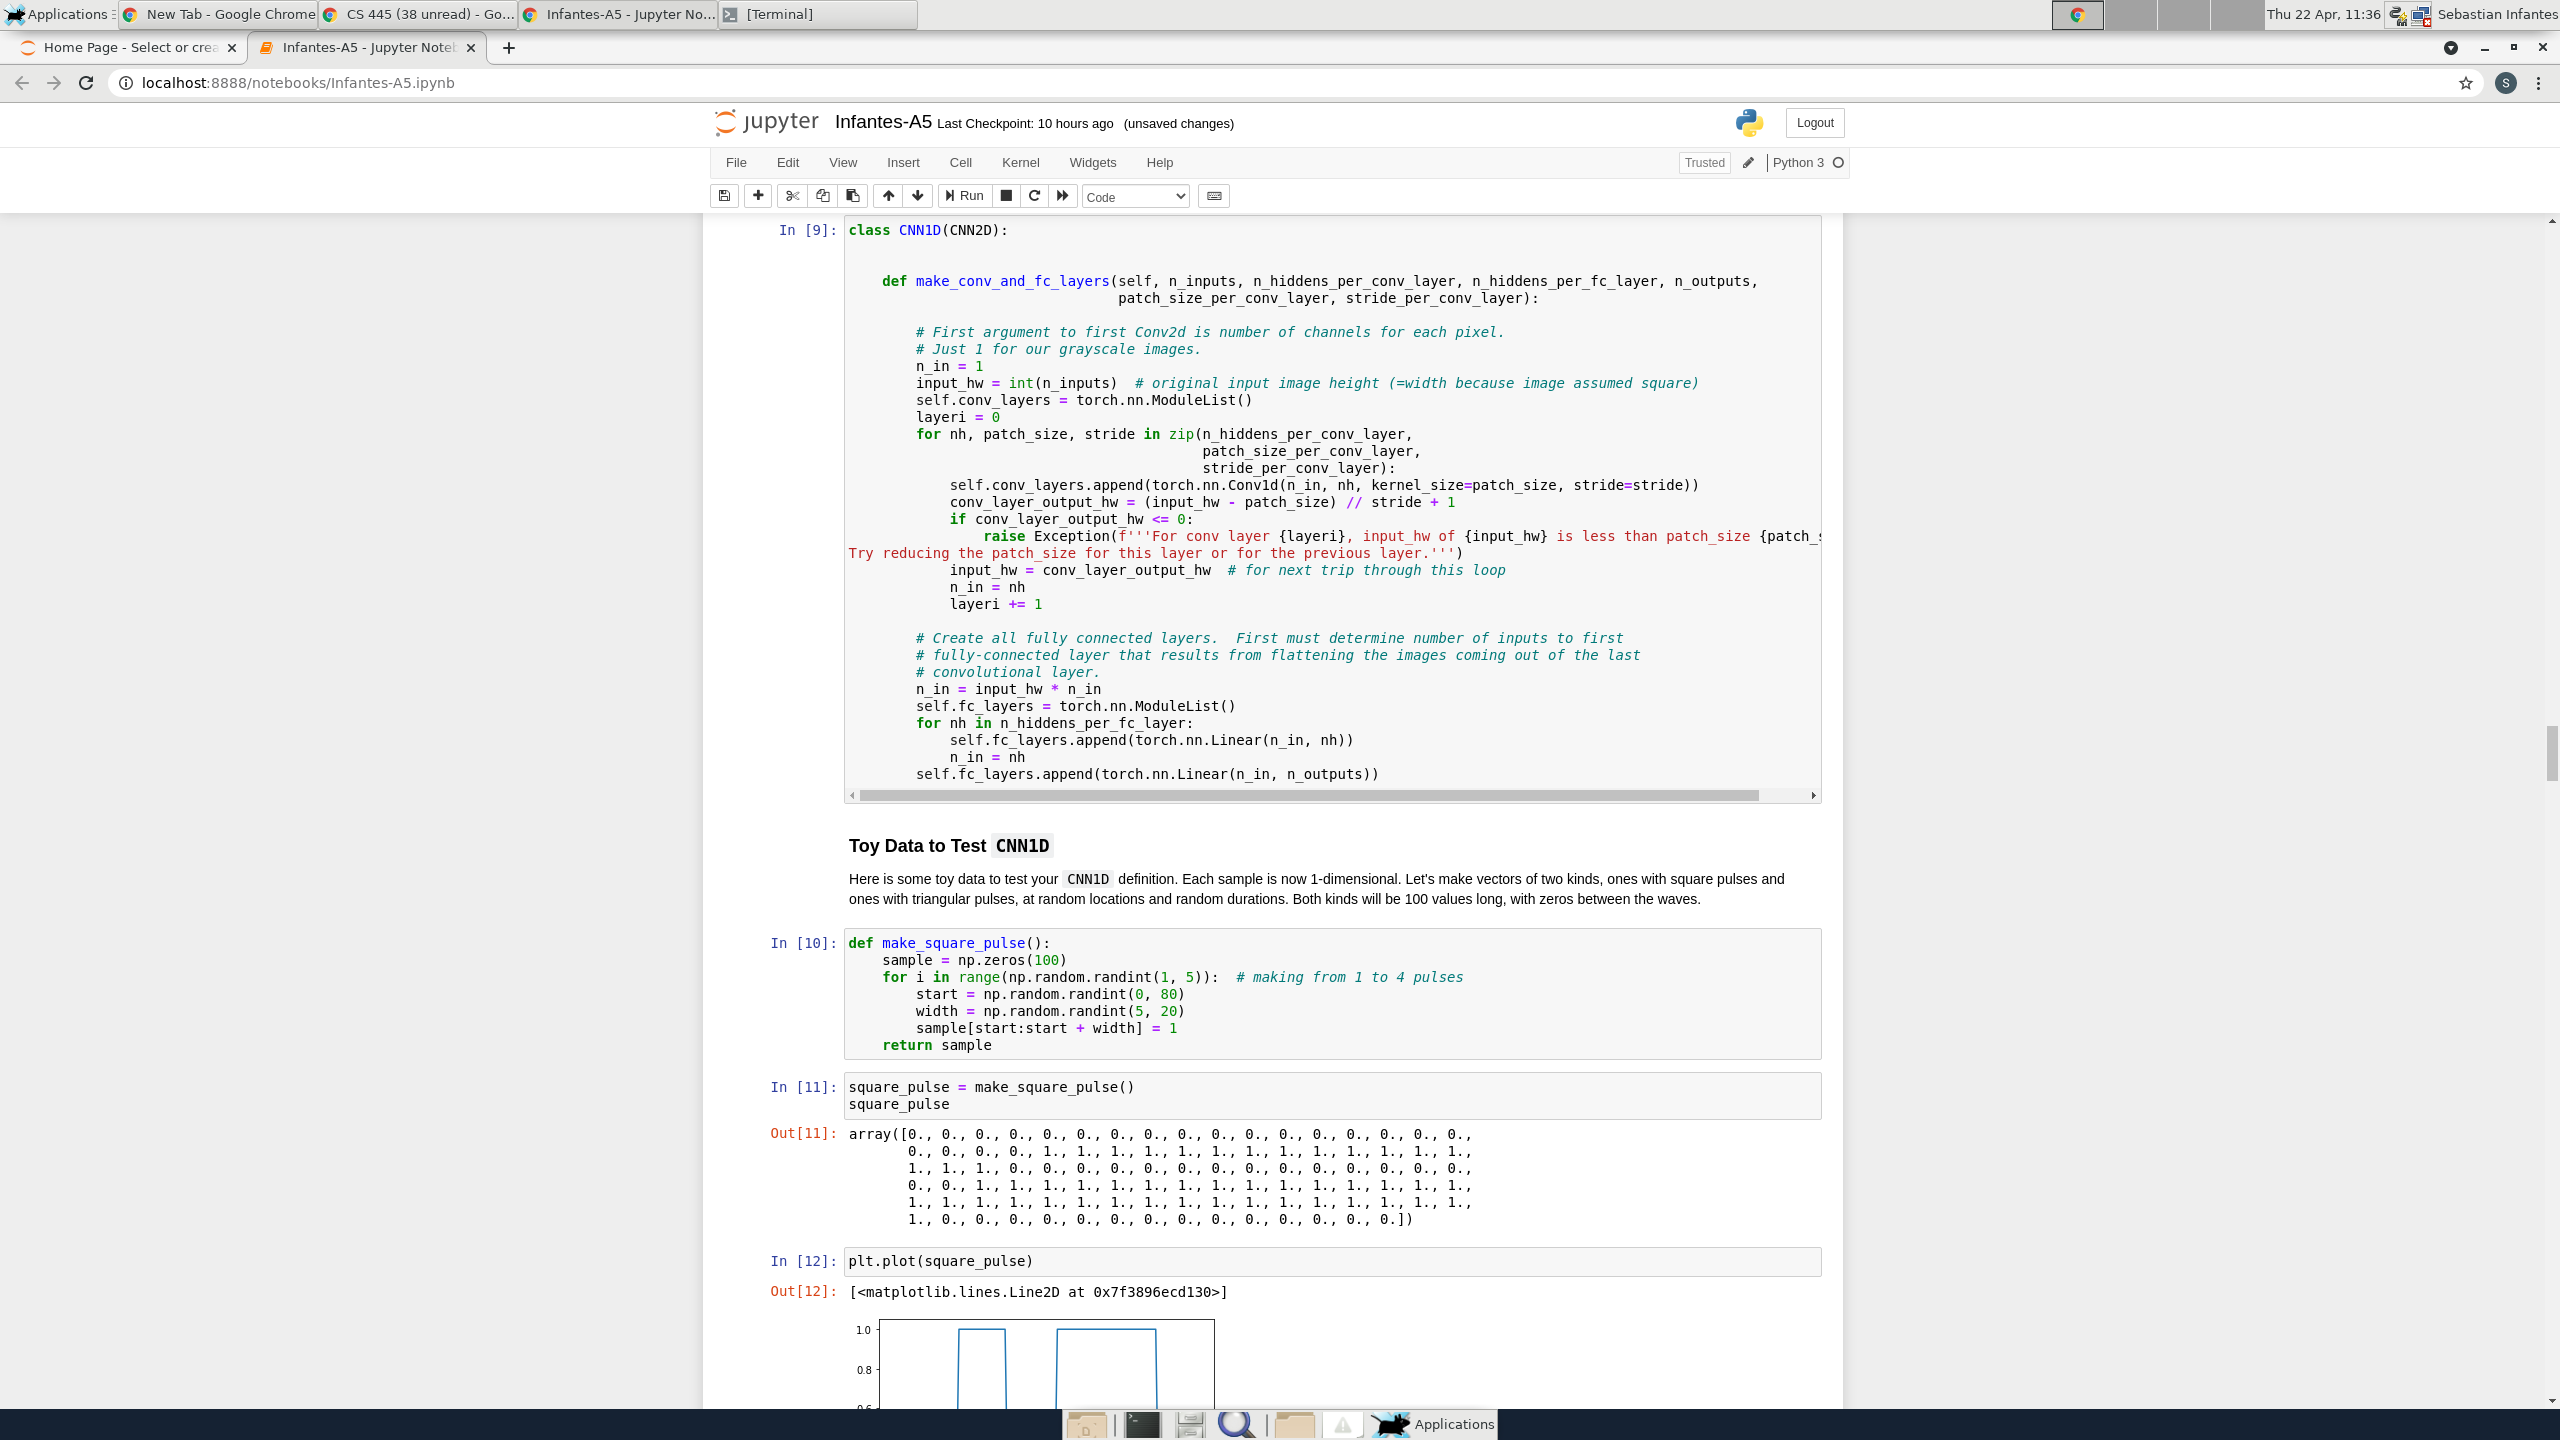 Applications
New Tab - Google Chrome
CS 445 (38 unread) - Go...
Infantes-A5 - Jupyter No...
[Terminal]
Thu 22 Apr, 11:36
Sebastian Infantes
Home Page - Select or crea
Infantes-A5 - Jupyter Noteb
localhost:8888/notebooks/Infantes-A5.ipynb
S
jupyter
Infantes-A5 Last Checkpoint: 10 hours ago (unsaved changes)
Logout
File Edit View Insert Cell Kernel Widgets Help
Trusted
Python 3
Run
Code
In [9]: class CNN1D(CNN2D):
def make_conv_and_fc_layers(self, n_inputs, n_hiddens_per_conv_layer, n_hiddens_per_fc_layer, n_outputs,
patch_size_per_conv_layer, stride_per_conv_layer):
# First argument to first Conv2d is number of channels for each pixel.
# Just 1 for our grayscale images.
n_in = 1
input_hw = int(n_inputs)  # original input image height (=width because image assumed square)
self.conv_layers = torch.nn.ModuleList()
layeri = 0
for nh, patch_size, stride in zip(n_hiddens_per_conv_layer,
patch_size_per_conv_layer,
stride_per_conv_layer):
self.conv_layers.append(torch.nn.Conv1d(n_in, nh, kernel_size=patch_size, stride=stride))
conv_layer_output_hw = (input_hw - patch_size) // stride + 1
if conv_layer_output_hw <= 0:
raise Exception(f'''For conv layer {layeri}, input_hw of {input_hw} is less than patch_size {patch_s
Try reducing the patch_size for this layer or for the previous layer.''')
input_hw = conv_layer_output_hw  # for next trip through this loop
n_in = nh
layeri += 1
# Create all fully connected layers.  First must determine number of inputs to first
# fully-connected layer that results from flattening the images coming out of the last
# convolutional layer.
n_in = input_hw * n_in
self.fc_layers = torch.nn.ModuleList()
for nh in n_hiddens_per_fc_layer:
self.fc_layers.append(torch.nn.Linear(n_in, nh))
n_in = nh
self.fc_layers.append(torch.nn.Linear(n_in, n_outputs))
Toy Data to Test CNN1D
Here is some toy data to test your CNN1D definition. Each sample is now 1-dimensional. Let's make vectors of two kinds, ones with square pulses and
ones with triangular pulses, at random locations and random durations. Both kinds will be 100 values long, with zeros between the waves.
In [10]: def make_square_pulse():
sample = np.zeros(100)
for i in range(np.random.randint(1, 5)):  # making from 1 to 4 pulses
start = np.random.randint(0, 80)
width = np.random.randint(5, 20)
sample[start:start + width] = 1
return sample
In [11]: square_pulse = make_square_pulse()
square_pulse
Out[11]: array([0., 0., 0., 0., 0., 0., 0., 0., 0., 0., 0., 0., 0., 0., 0., 0., 0.,
0., 0., 0., 0., 1., 1., 1., 1., 1., 1., 1., 1., 1., 1., 1., 1., 1.,
1., 1., 1., 0., 0., 0., 0., 0., 0., 0., 0., 0., 0., 0., 0., 0., 0.,
0., 0., 1., 1., 1., 1., 1., 1., 1., 1., 1., 1., 1., 1., 1., 1., 1.,
1., 1., 1., 1., 1., 1., 1., 1., 1., 1., 1., 1., 1., 1., 1., 1., 1.,
1., 0., 0., 0., 0., 0., 0., 0., 0., 0., 0., 0., 0., 0., 0.])
In [12]: plt.plot(square_pulse)
Out[12]: [<matplotlib.lines.Line2D at 0x7f3896ecd130>]
1.0
0.8
Applications